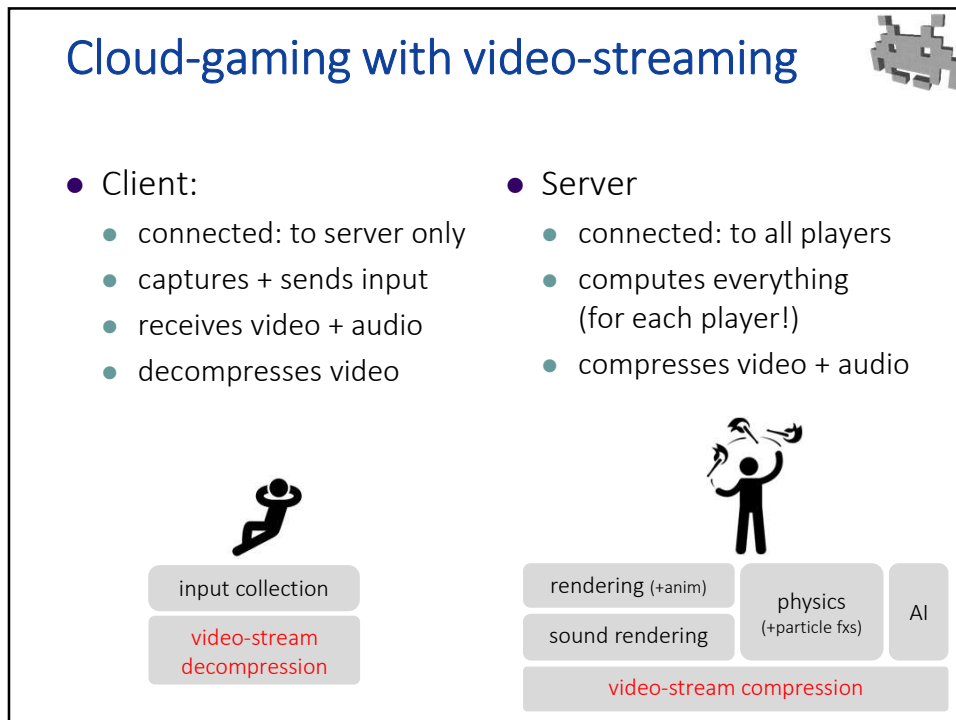 Cloud-gaming with video-streaming
Client:
connected: to server only
captures + sends input
receives video + audio
decompresses video
Server
connected: to all players
computes everything
(for each player!)
compresses video + audio
input collection
video-stream
decompression
rendering (+anim)
sound rendering
physics
(+particle fxs)
AI
video-stream compression